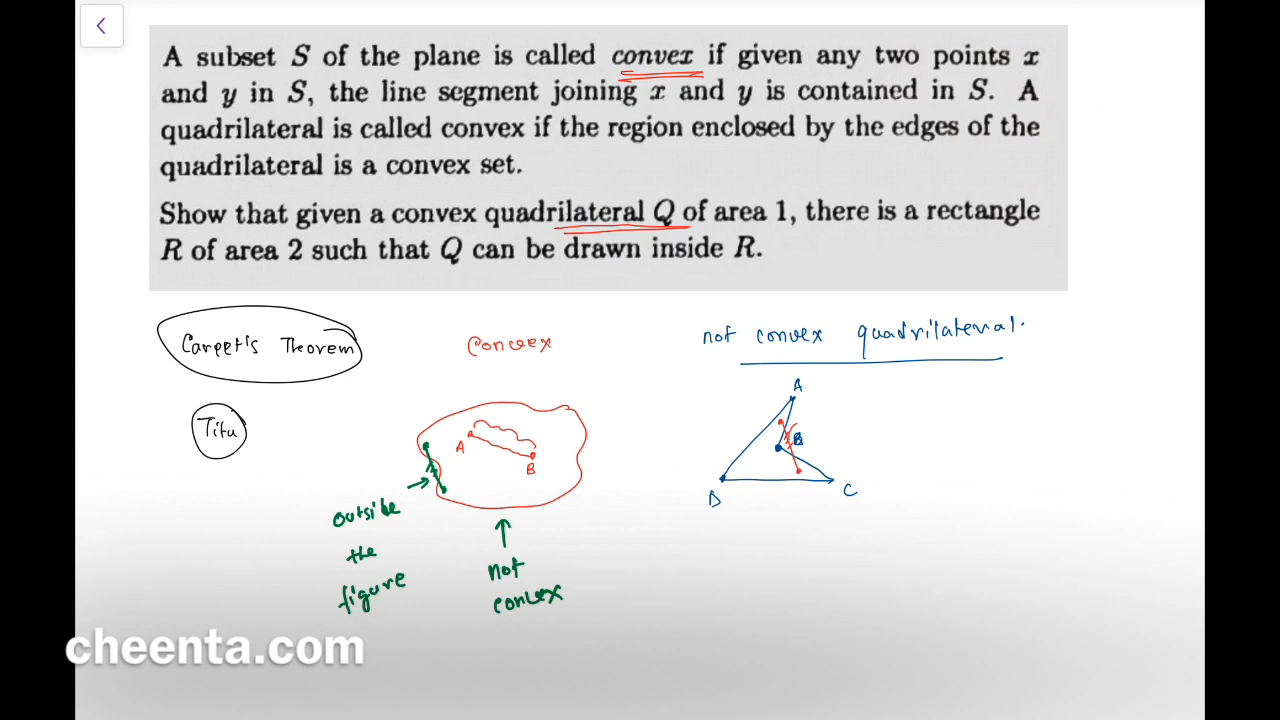 A subset S of the plane is called convex if given any two points x
and y in S, the line segment joining x and y is contained in S. A
quadrilateral is called convex if the region enclosed by the edges of the
quadrilateral is a convex set.
Show that given a convex quadrilateral Q of area 1, there is a rectangle
R of area 2 such that Q can be drawn inside R.
Carpet's Theorem
Titu
Convex
A
B
outside
the
figure
not
convex
not convex quadrilateral.
A
B
D
C
cheenta.com